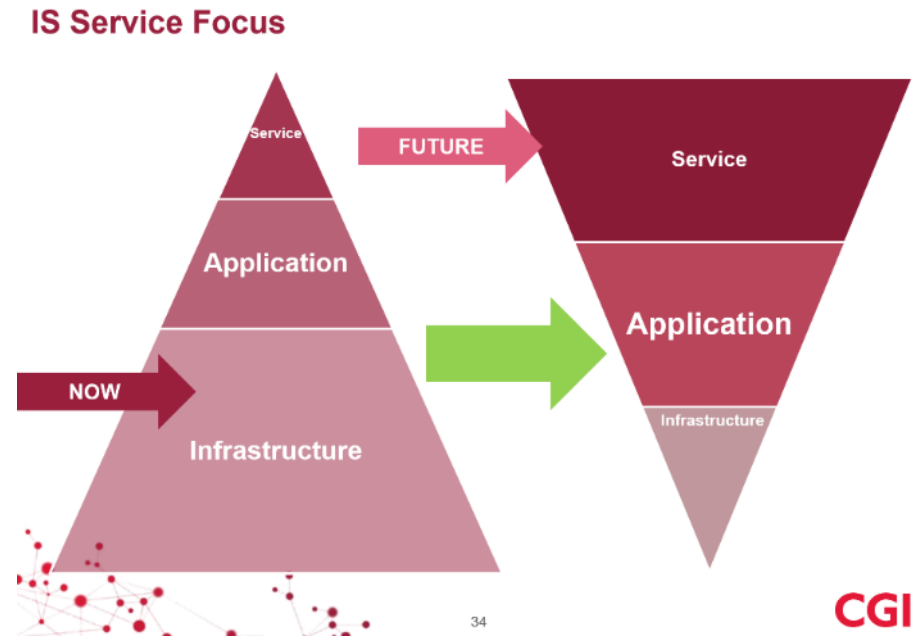 IS Service Focus
Service
FUTURE
Service
Application
Application
NOW
Infrastructure
Infrastructure
34
CGI